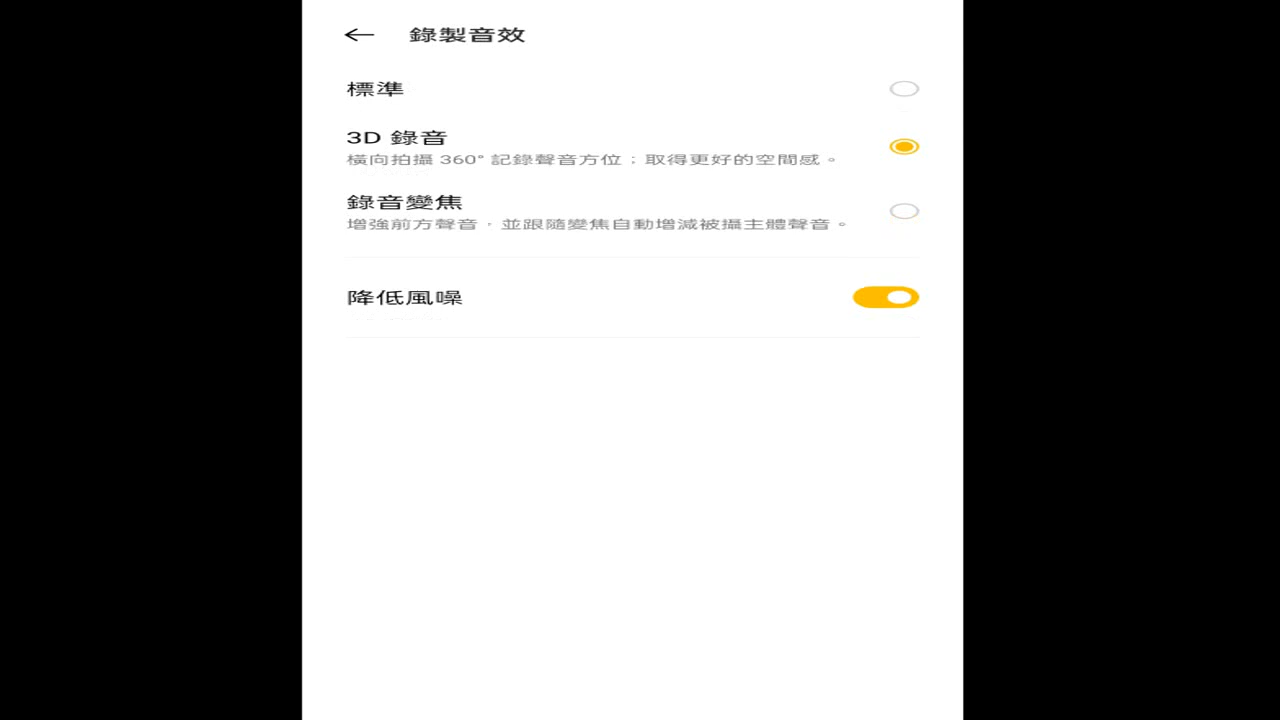 錄製音效
標準
3D 錄音
橫向拍攝 360° 記錄聲音方位；取得更好的空間感。
錄音變焦
增強前方聲音，並跟隨變焦自動增減被攝主體聲音。
降低風噪